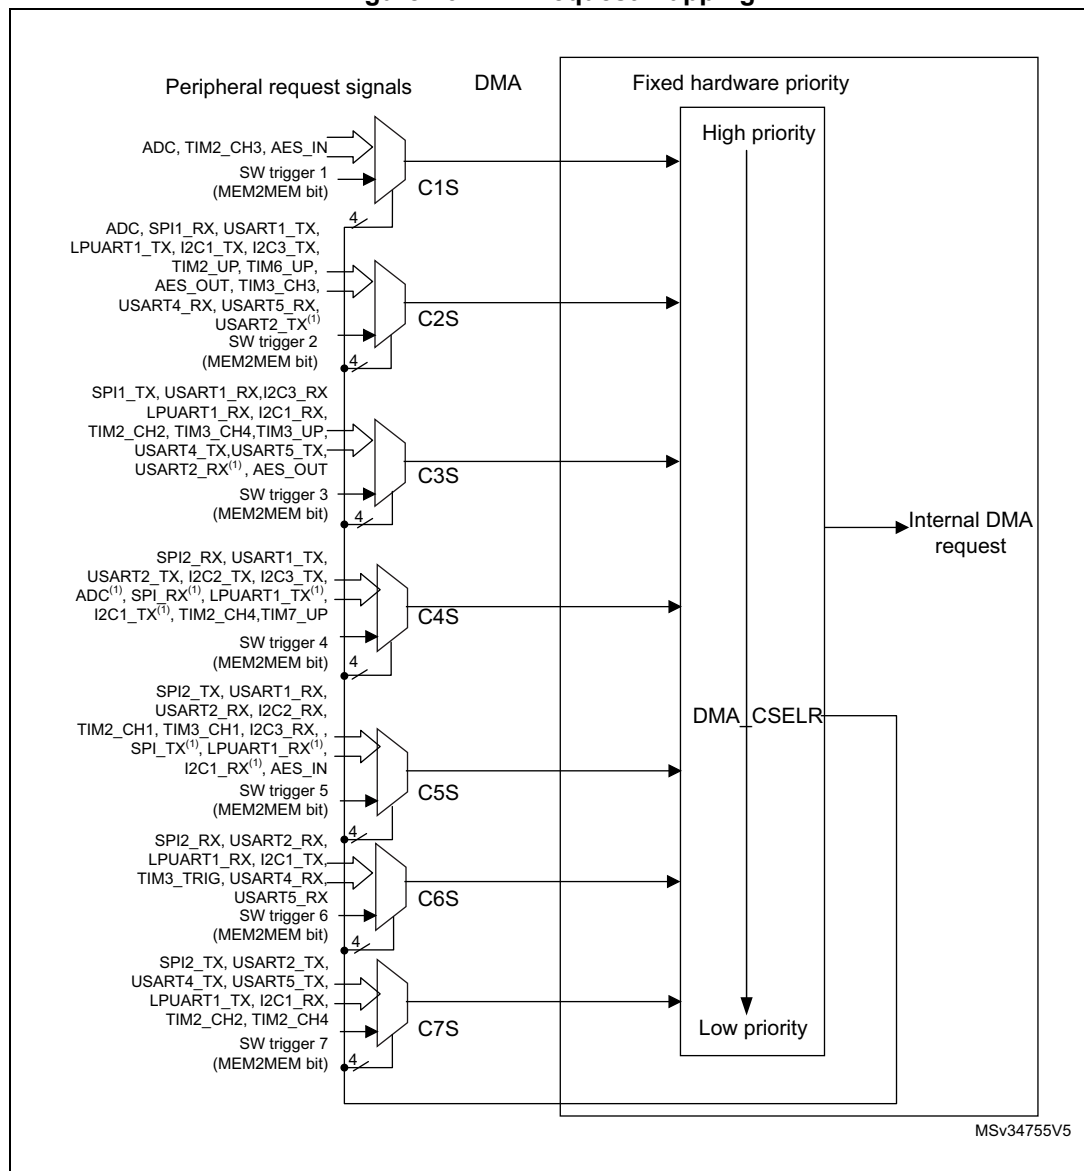 Peripheral request signals
DMA
Fixed hardware priority
High priority
ADC, TIM2_CH3, AES_IN
SW trigger 1
(MEM2MEM bit)
C1S
4
ADC, SPI1_RX, USART1_TX,
LPUART1_TX, I2C1_TX, I2C3_TX,
TIM2_UP, TIM6_UP,
AES_OUT, TIM3_CH3,
USART4_RX, USART5_RX,
USART2_TX(1)
SW trigger 2
(MEM2MEM bit)
C2S
4
SPI1_TX, USART1_RX,I2C3_RX
LPUART1_RX, I2C1_RX,
TIM2_CH2, TIM3_CH4,TIM3_UP,
USART4_TX,USART5_TX,
USART2_RX(1) , AES_OUT
SW trigger 3
(MEM2MEM bit)
C3S
4
Internal DMA
request
SPI2_RX, USART1_TX,
USART2_TX, I2C2_TX, I2C3_TX,
ADC(1), SPI_RX(1), LPUART1_TX(1),
I2C1_TX(1), TIM2_CH4,TIM7_UP
SW trigger 4
(MEM2MEM bit)
C4S
4
SPI2_TX, USART1_RX,
USART2_RX, I2C2_RX,
TIM2_CH1, TIM3_CH1, I2C3_RX, ,
SPI_TX(1), LPUART1_RX(1),
I2C1_RX(1), AES_IN
SW trigger 5
(MEM2MEM bit)
C5S
4
DMA_CSELR
SPI2_RX, USART2_RX,
LPUART1_RX, I2C1_TX,
TIM3_TRIG, USART4_RX,
USART5_RX
SW trigger 6
(MEM2MEM bit)
C6S
4
SPI2_TX, USART2_TX,
USART4_TX, USART5_TX,
LPUART1_TX, I2C1_RX,
TIM2_CH2, TIM2_CH4
SW trigger 7
(MEM2MEM bit)
C7S
4
Low priority
MSv34755V5